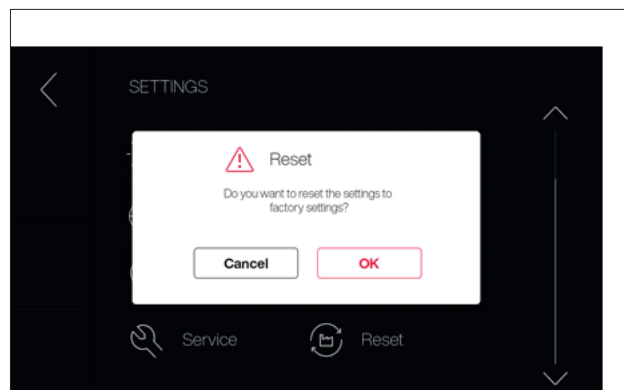 SETTINGS
Reset
Do you want to reset the settings to
factory settings?
Cancel OK
Service Reset